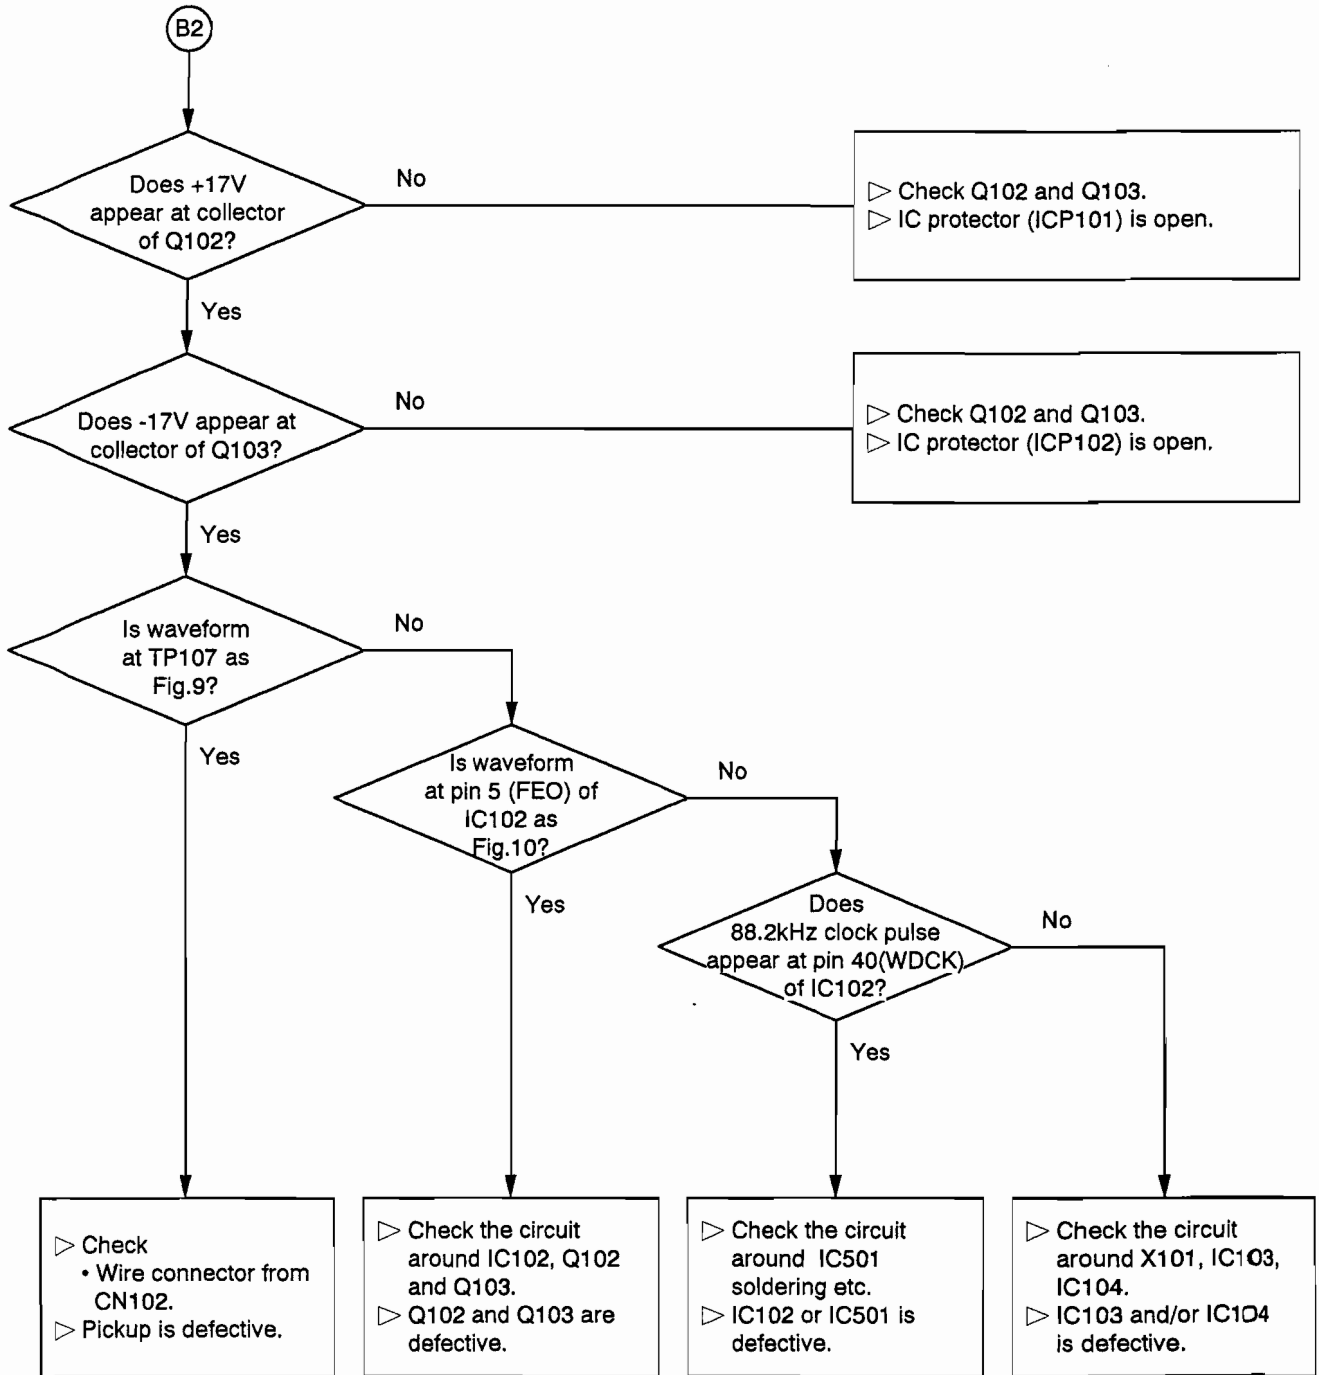 B2
Does +17V
appear at collector
of Q102?
No
▷ Check Q102 and Q103.
▷ IC protector (ICP101) is open.
Yes
Does -17V appear at
collector of Q103?
No
▷ Check Q102 and Q103.
▷ IC protector (ICP102) is open.
Yes
Is waveform
at TP107 as
Fig.9?
No
Yes
Is waveform
at pin 5 (FEO) of
IC102 as
Fig.10?
No
Yes
Does
88.2kHz clock pulse
appear at pin 40(WDCK)
of IC102?
No
Yes
▷ Check
• Wire connector from
CN102.
▷ Pickup is defective.
▷ Check the circuit
around IC102, Q102
and Q103.
▷ Q102 and Q103 are
defective.
▷ Check the circuit
around IC501
soldering etc.
▷ IC102 or IC501 is
defective.
▷ Check the circuit
around X101, IC103,
IC104.
▷ IC103 and/or IC104
is defective.